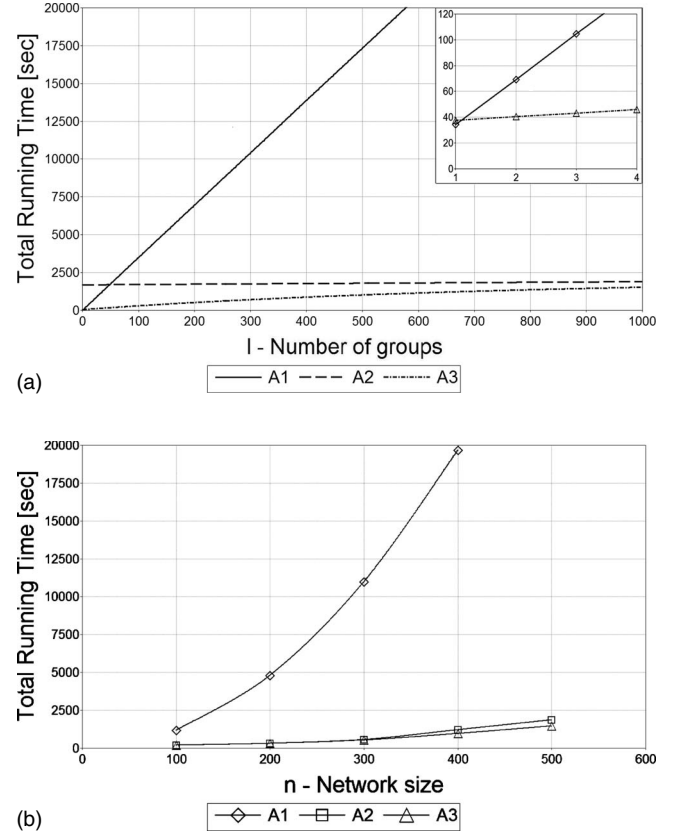 Total Running Time [sec]
20000
17500
15000
12500
10000
7500
5000
2500
0
120
100
80
60
40
20
0
1 2 3 4
0 100 200 300 400 500 600 700 800 900 1000
l - Number of groups
(a)
A1 A2 A3
Total Running Time [sec]
20000
17500
15000
12500
10000
7500
5000
2500
0
0 100 200 300 400 500 600
n - Network size
(b)
A1 A2 A3